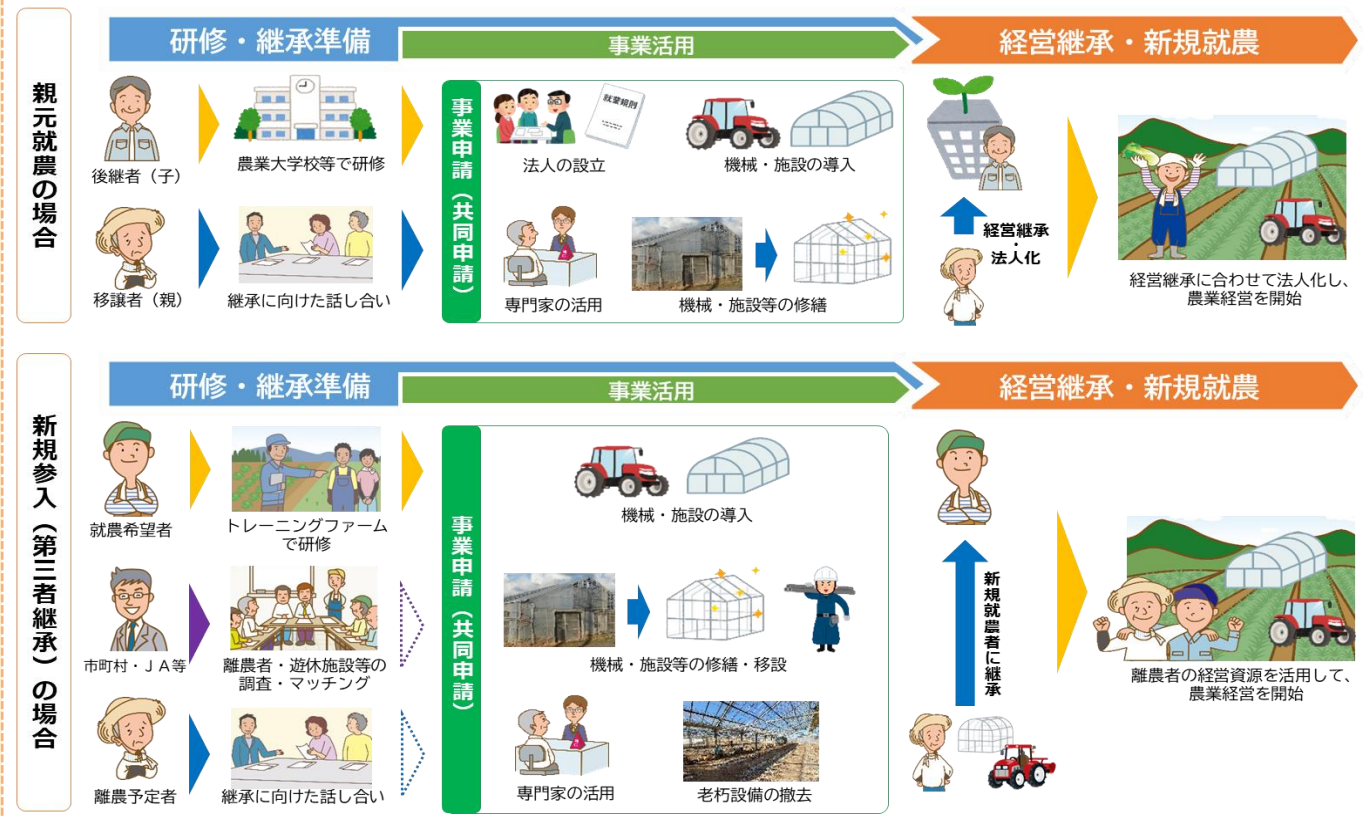 親元就農の場合
研修・継承準備
事業活用
経営継承・新規就農
後継者（子）
農業大学校等で研修
移譲者（親）
継承に向けた話し合い
事業申請（共同申請）
就業規則
法人の設立
機械・施設の導入
専門家の活用
機械・施設等の修繕
経営継承
・
法人化
経営継承に合わせて法人化し、
農業経営を開始
新規参入（第三者継承）の場合
研修・継承準備
事業活用
経営継承・新規就農
就農希望者
トレーニングファーム
で研修
市町村・ＪＡ等
離農者・遊休施設等の
調査・マッチング
離農予定者
継承に向けた話し合い
事業申請（共同申請）
機械・施設の導入
機械・施設等の修繕・移設
専門家の活用
老朽設備の撤去
新規就農者に継承
離農者の経営資源を活用して、
農業経営を開始